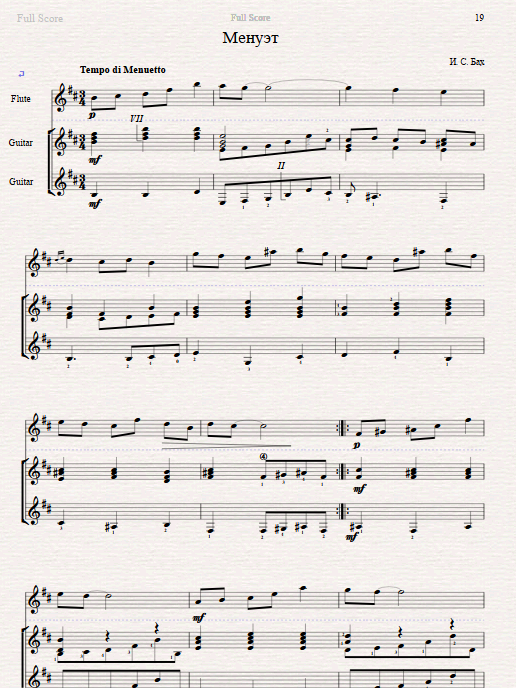 Full Score
Full Score
19
Менуэт
И. С. Бах
Tempo di Menuetto
Flute
p
VII
Guitar
mf
II
Guitar
mf
p
④
mf
mf
mf